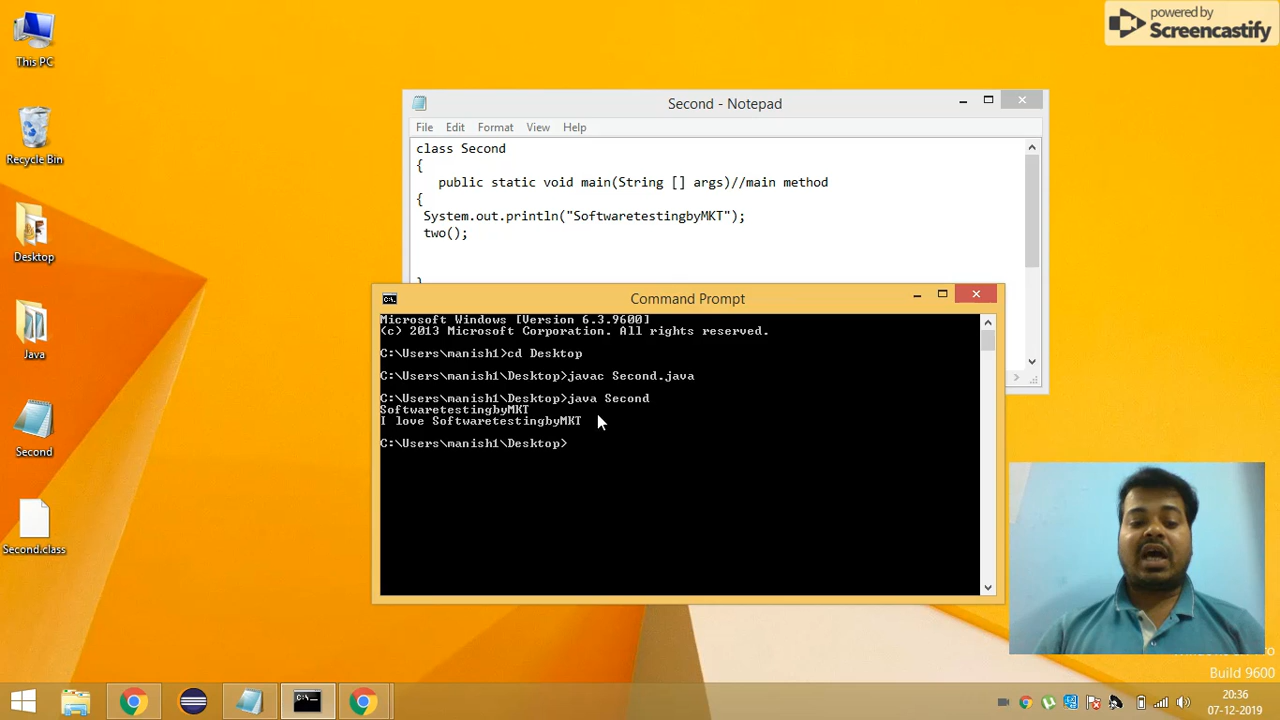 powered by
Screencastify
This PC
Recycle Bin
Desktop
Java
Second
Second.class
Second - Notepad
File Edit Format View Help
class Second
{
public static void main(String [] args)//main method
{
System.out.println("SoftwaretestingbyMKT");
two();
}
Command Prompt
Microsoft Windows [Version 6.3.9600]
(c) 2013 Microsoft Corporation. All rights reserved.
C:\Users\manish1>cd Desktop
C:\Users\manish1\Desktop>javac Second.java
C:\Users\manish1\Desktop>java Second
SoftwaretestingbyMKT
I love SoftwaretestingbyMKT
C:\Users\manish1\Desktop>
Build 9600
20:36
07-12-2019